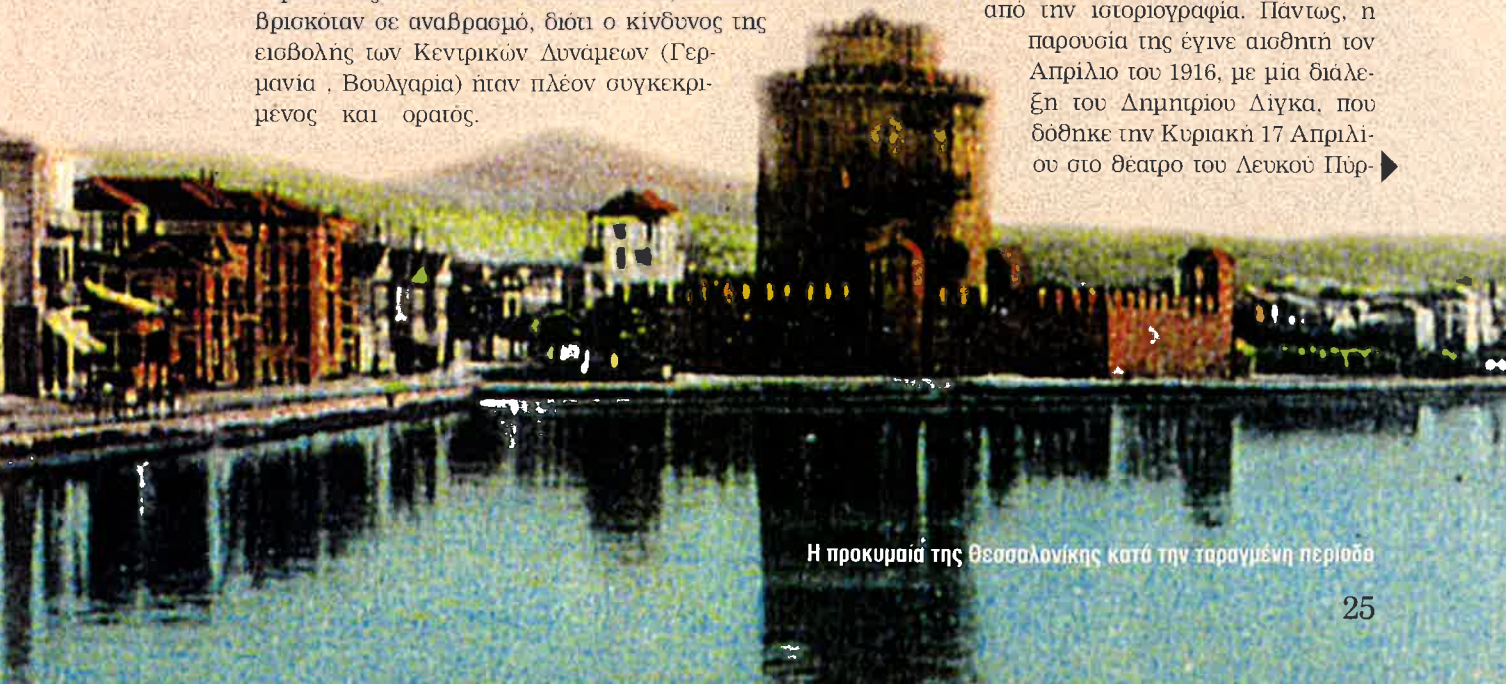 βρισκόταν σε αναβρασμό, διότι ο κίνδυνος της
εισβολής των Κεντρικών Δυνάμεων (Γερ-
μανία , Βουλγαρία) ήταν πλέον συγκεκρι-
μένος και ορατός.
από την ιστοριογραφία. Πάντως, η
παρουσία της έγινε αισθητή τον
Απρίλιο του 1916, με μία διάλε-
ξη του Δημητρίου Δίγκα, που
δόθηκε την Κυριακή 17 Απριλί-
ου στο θέατρο του Λευκού Πύρ-
Η προκυμαία της Θεσσαλονίκης κατά την ταραγμένη περίοδο
25